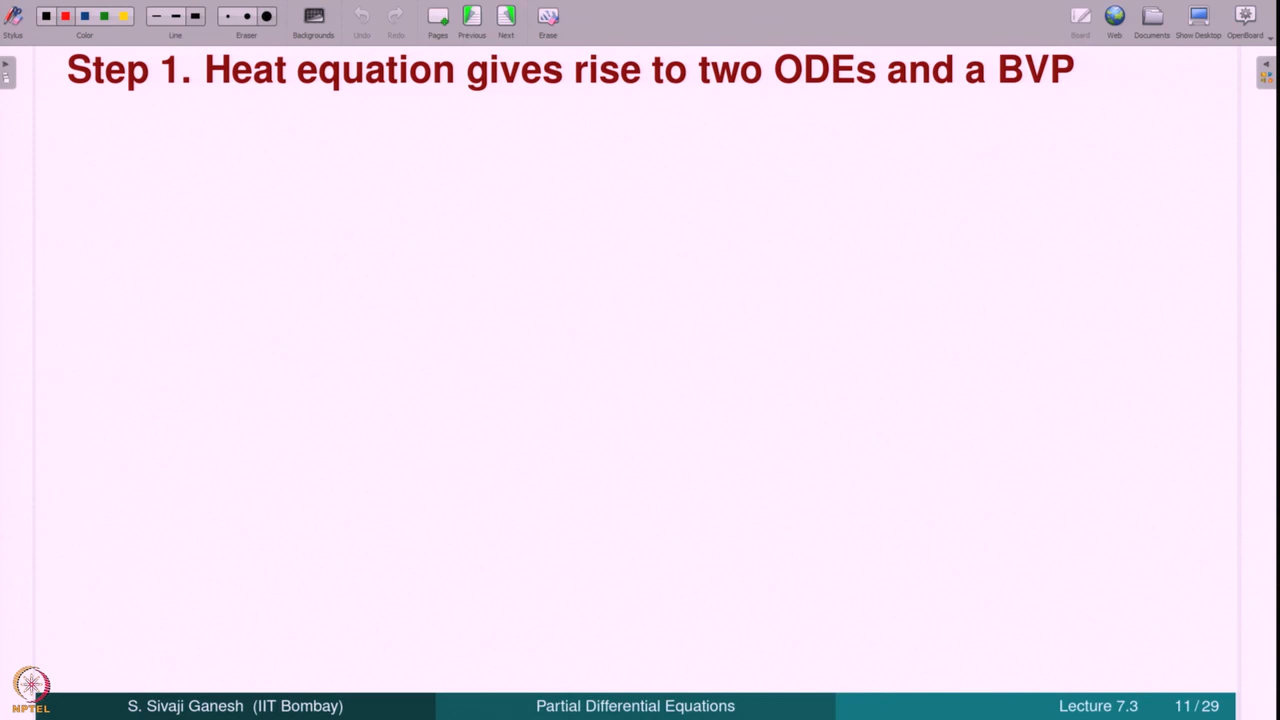 Stylus Color Line Eraser Backgrounds Undo Redo Pages Previous Next Erase Board Web Documents Show Desktop OpenBoard
Step 1. Heat equation gives rise to two ODEs and a BVP
NPTEL
S. Sivaji Ganesh (IIT Bombay) Partial Differential Equations Lecture 7.3 11 / 29